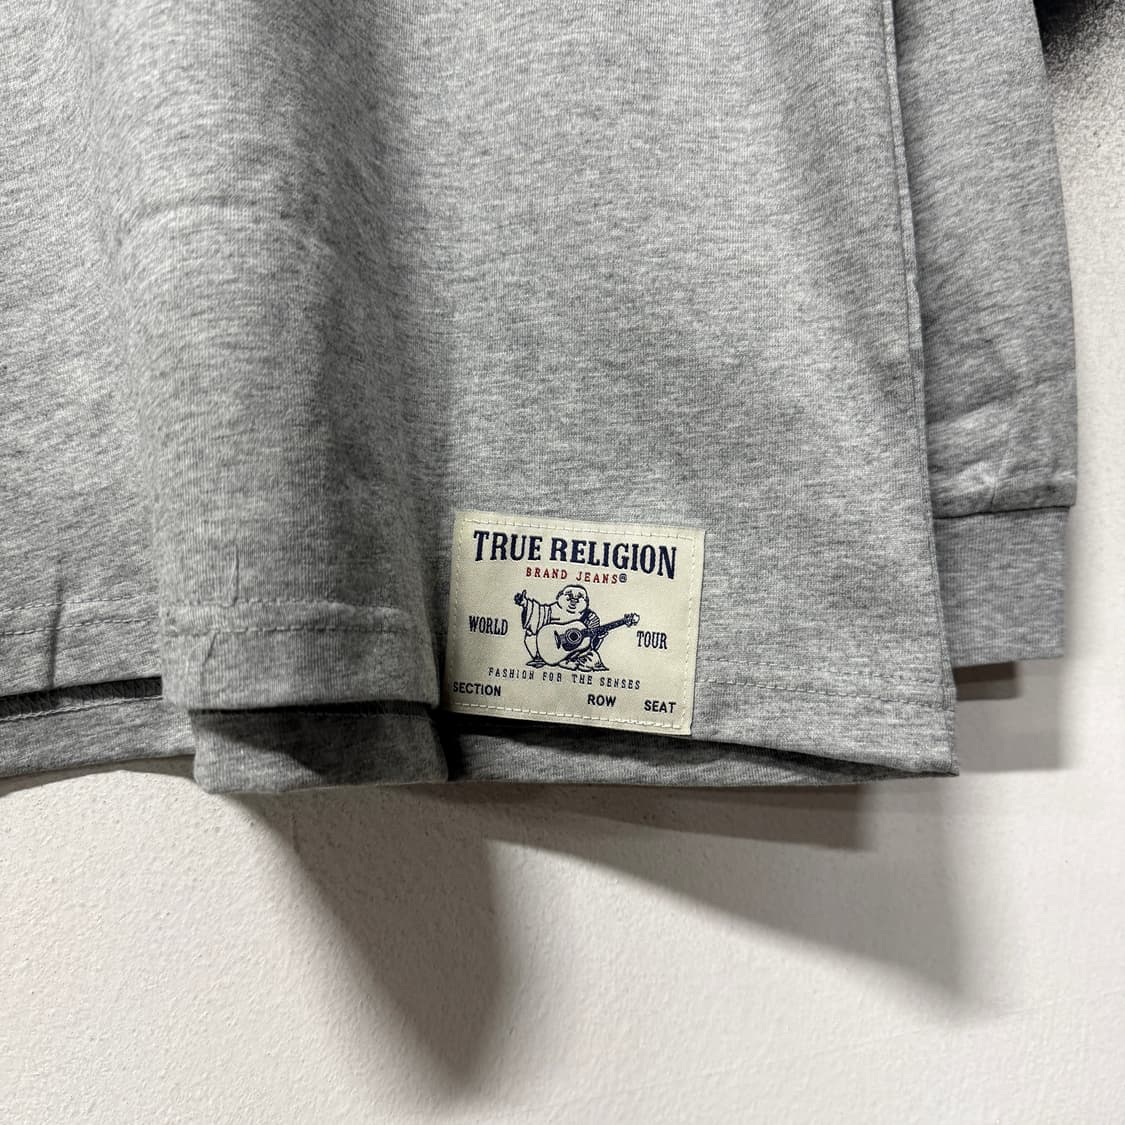 TRUE RELIGION
BRAND JEANS®
WORLD TOUR
FASHION FOR THE SENSES
SECTION ROW SEAT